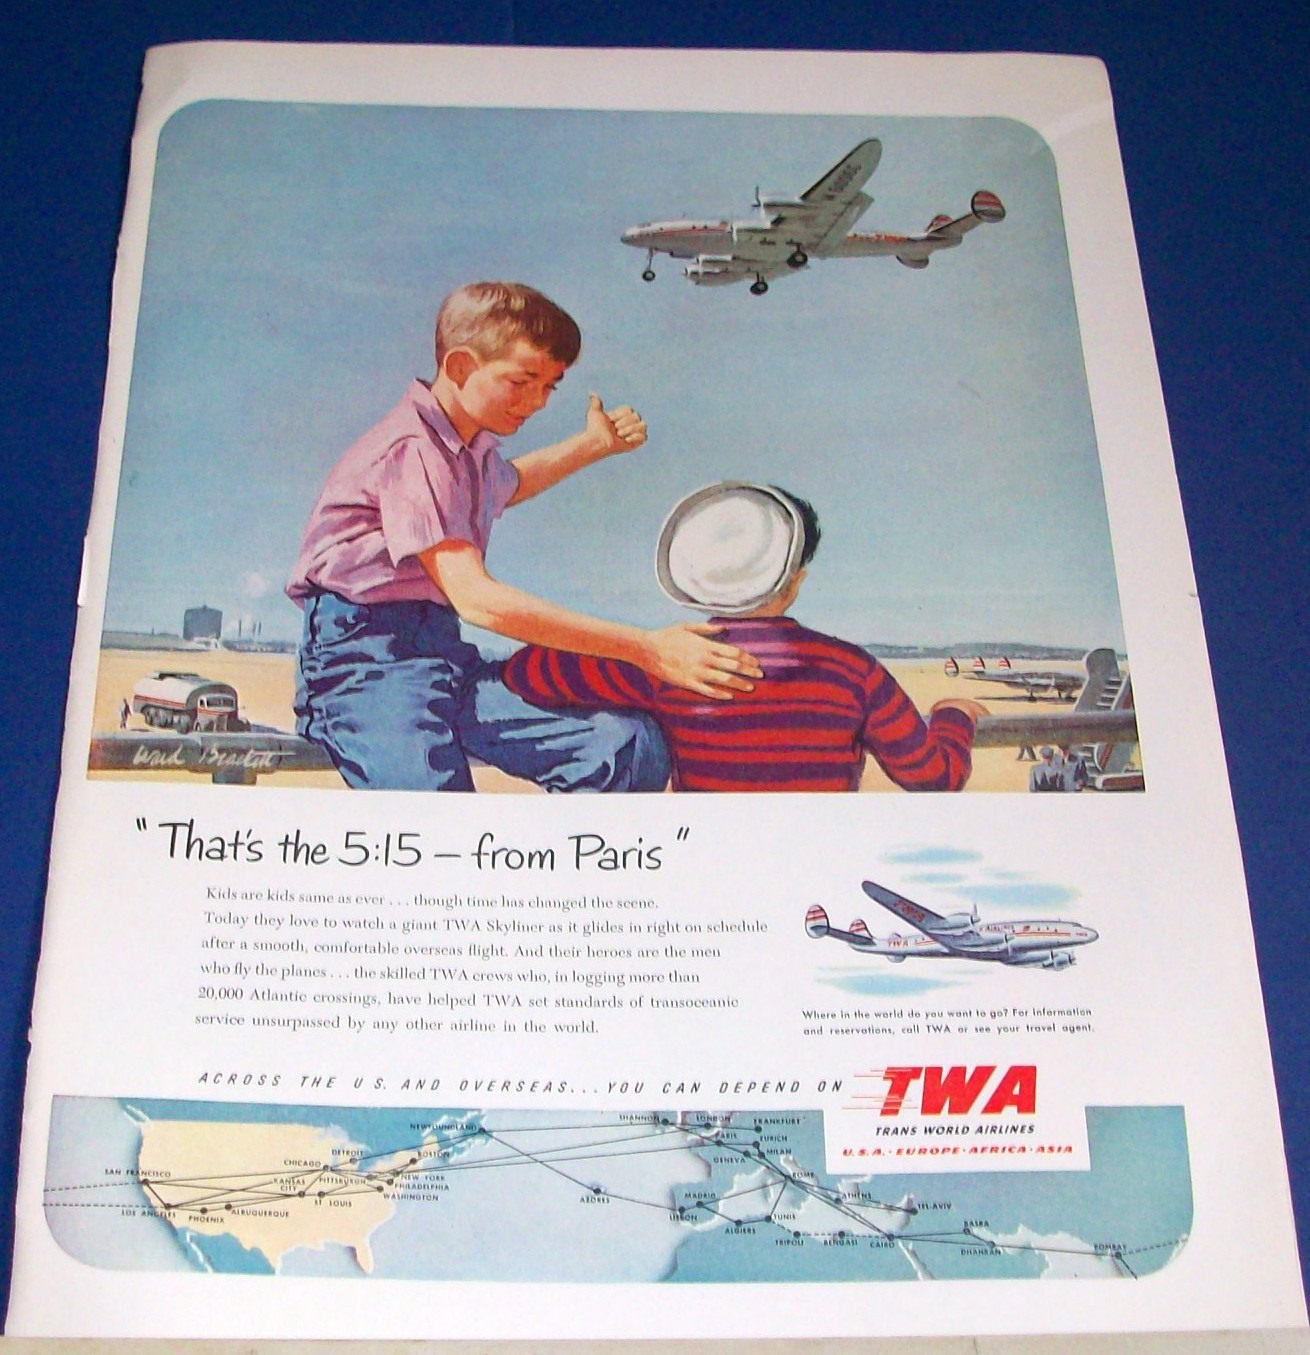 Ward Brackett
"That's the 5:15 — from Paris"
Kids are kids same as ever . . . though time has changed the scene.
Today they love to watch a giant TWA Skyliner as it glides in right on schedule
after a smooth, comfortable overseas flight. And their heroes are the men
who fly the planes . . . the skilled TWA crews who, in logging more than
20,000 Atlantic crossings, have helped TWA set standards of transoceanic
service unsurpassed by any other airline in the world.
TWA
Where in the world do you want to go? For information
and reservations, call TWA or see your travel agent.
ACROSS THE U.S. AND OVERSEAS...YOU CAN DEPEND ON
TWA
TRANS WORLD AIRLINES
U.S.A. · EUROPE · AFRICA · ASIA
SAN FRANCISCO
LOS ANGELES
PHOENIX
ALBUQUERQUE
KANSAS
CITY
CHICAGO
DETROIT
PITTSBURGH
ST LOUIS
BOSTON
NEW YORK
PHILADELPHIA
WASHINGTON
NEWFOUNDLAND
AZORES
SHANNON
LONDON
FRANKFURT
PARIS
ZURICH
GENEVA
MILAN
ROME
MADRID
LISBON
ALGIERS
TUNIS
TRIPOLI
BENGASI
CAIRO
ATHENS
TEL-AVIV
BASRA
DHAHRAN
BOMBAY